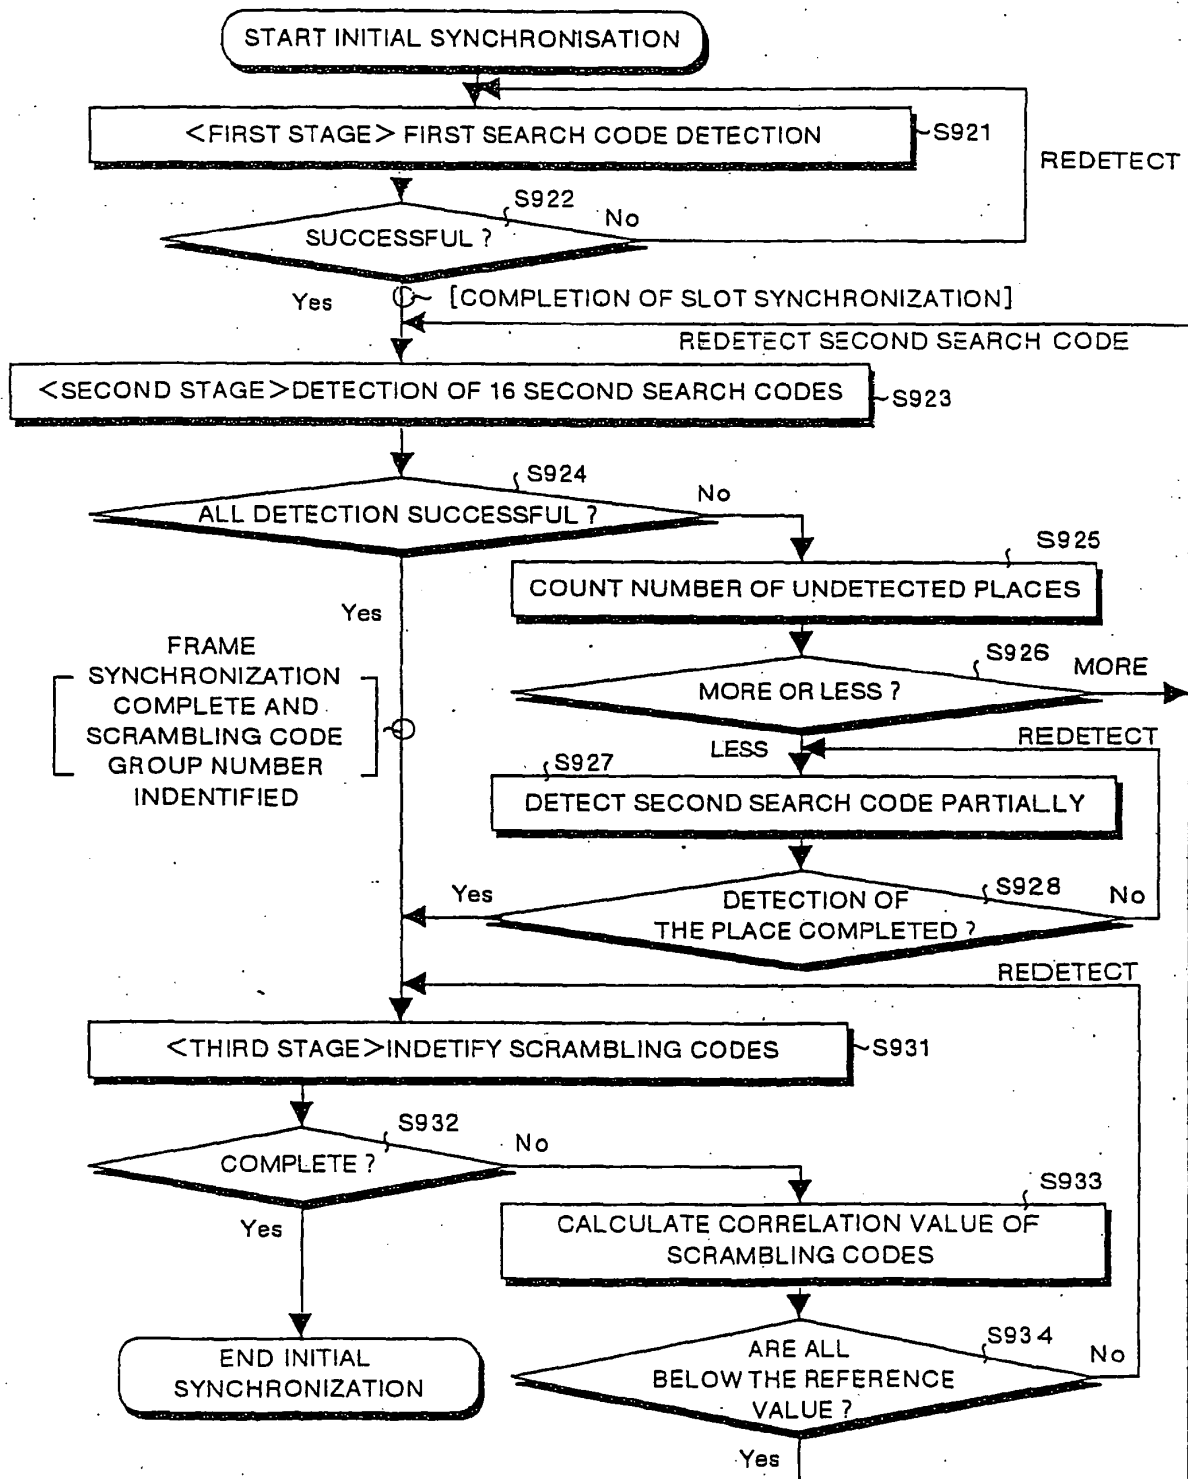 START INITIAL SYNCHRONISATION
<FIRST STAGE> FIRST SEARCH CODE DETECTION
S921
REDETECT
S922
SUCCESSFUL ?
No
Yes
[COMPLETION OF SLOT SYNCHRONIZATION]
REDETECT SECOND SEARCH CODE
<SECOND STAGE>DETECTION OF 16 SECOND SEARCH CODES
S923
S924
ALL DETECTION SUCCESSFUL ?
No
S925
COUNT NUMBER OF UNDETECTED PLACES
Yes
FRAME
SYNCHRONIZATION
COMPLETE AND
SCRAMBLING CODE
GROUP NUMBER
INDENTIFIED
S926
MORE OR LESS ?
MORE
LESS
REDETECT
S927
DETECT SECOND SEARCH CODE PARTIALLY
S928
DETECTION OF
THE PLACE COMPLETED ?
Yes
No
REDETECT
<THIRD STAGE>INDETIFY SCRAMBLING CODES
S931
S932
COMPLETE ?
No
Yes
S933
CALCULATE CORRELATION VALUE OF
SCRAMBLING CODES
END INITIAL
SYNCHRONIZATION
S934
ARE ALL
BELOW THE REFERENCE
VALUE ?
No
Yes